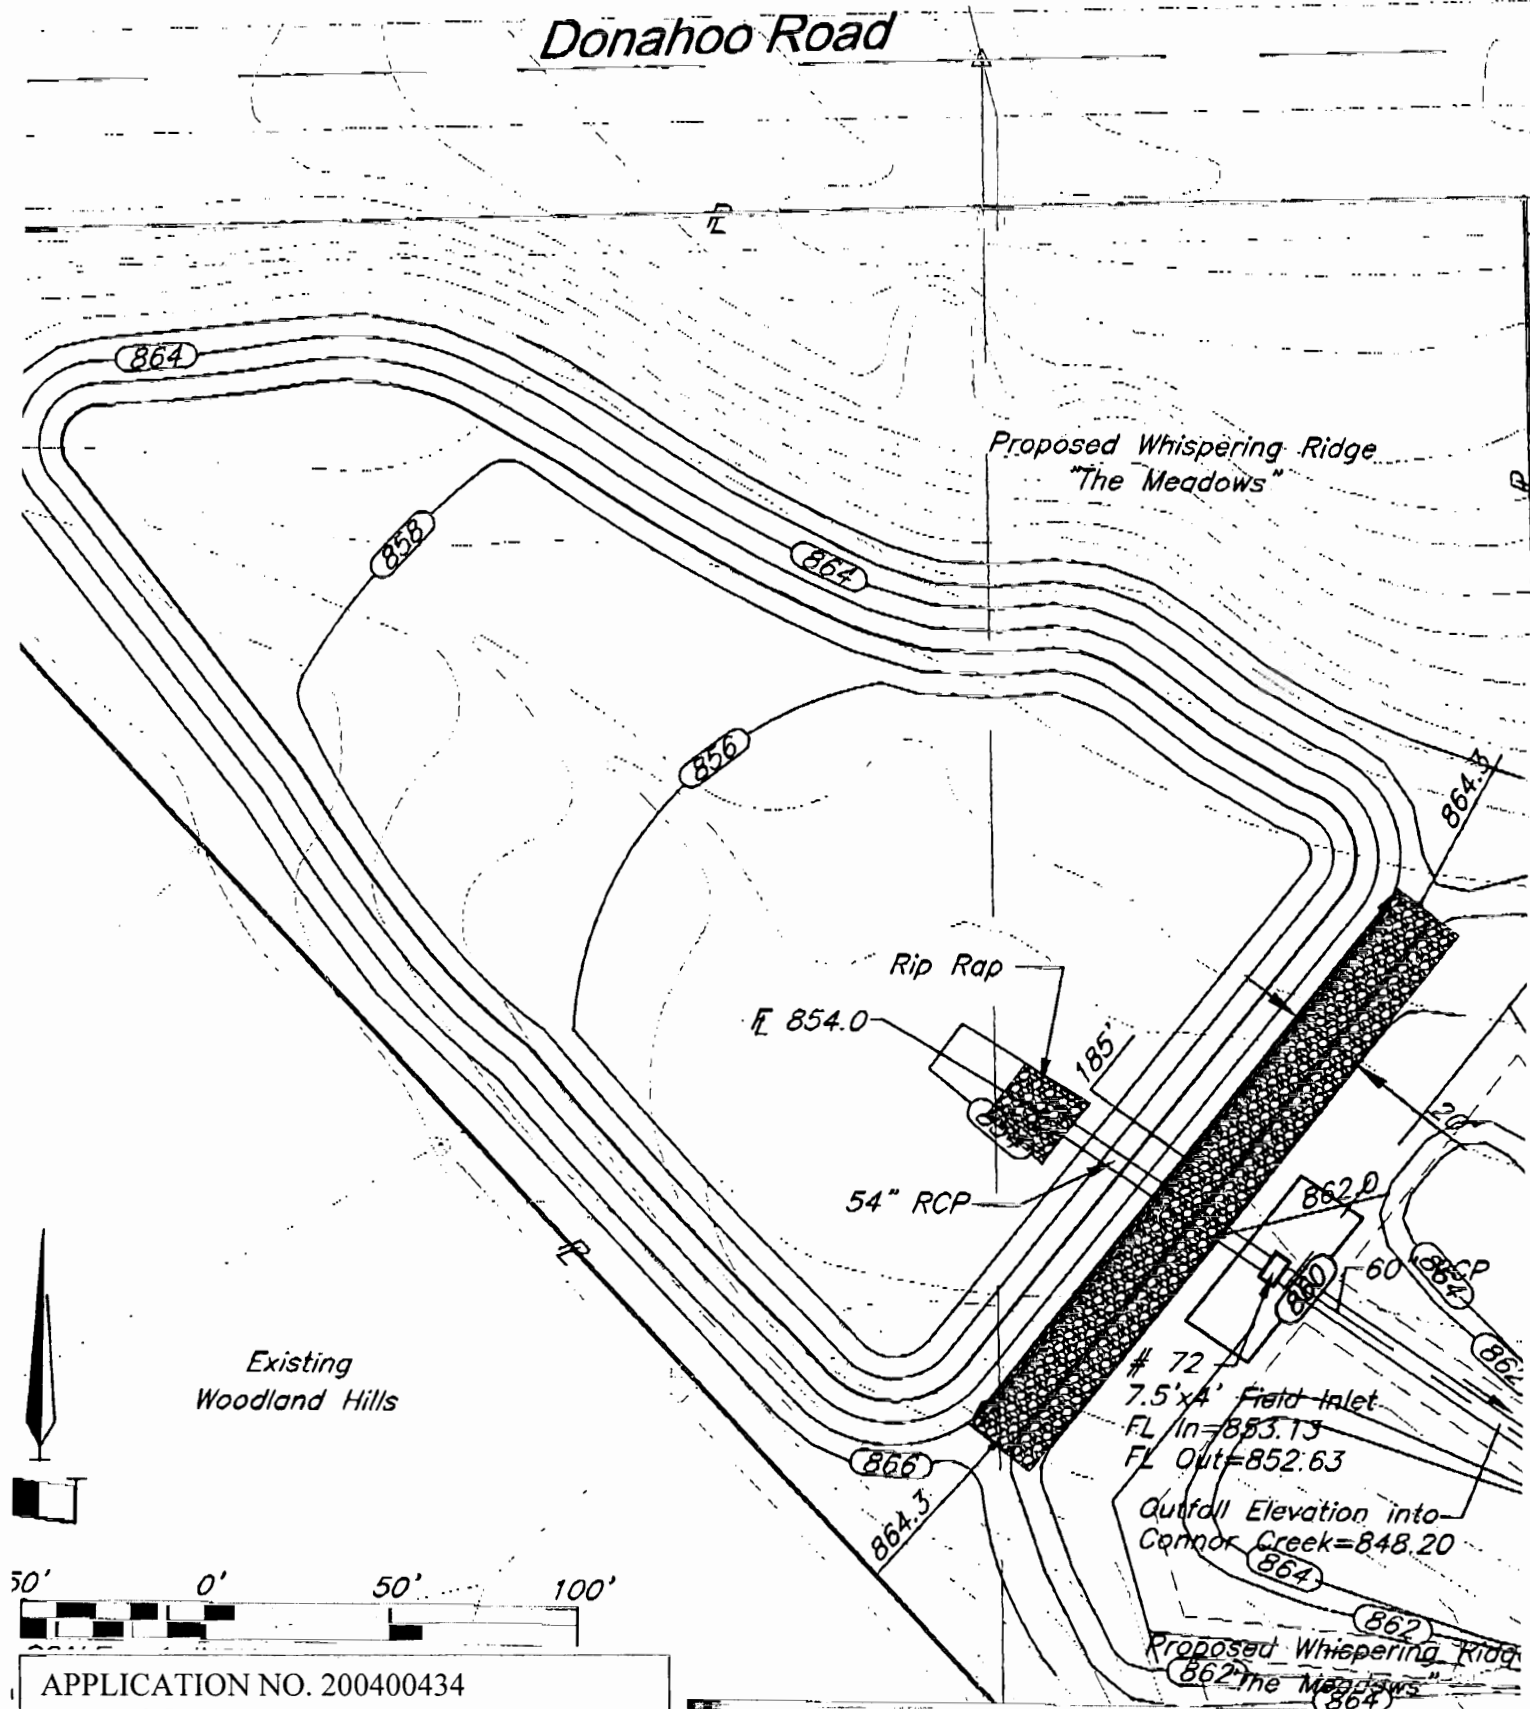 Donahoo Road
864
Proposed Whispering Ridge
"The Meadows"
858
864
856
864.3
Rip Rap
854.0
185'
54" RCP
862.0
60"
864
860
862
# 72
7.5'x4' Field Inlet
FL In=853.13
FL Out=852.63
Existing
Woodland Hills
866
864.3
Outfall Elevation into
Connor Creek=848.20
864
50' 0' 50' 100'
862
Proposed Whispering Ridg
862
"The Meadows"
864
APPLICATION NO. 200400434